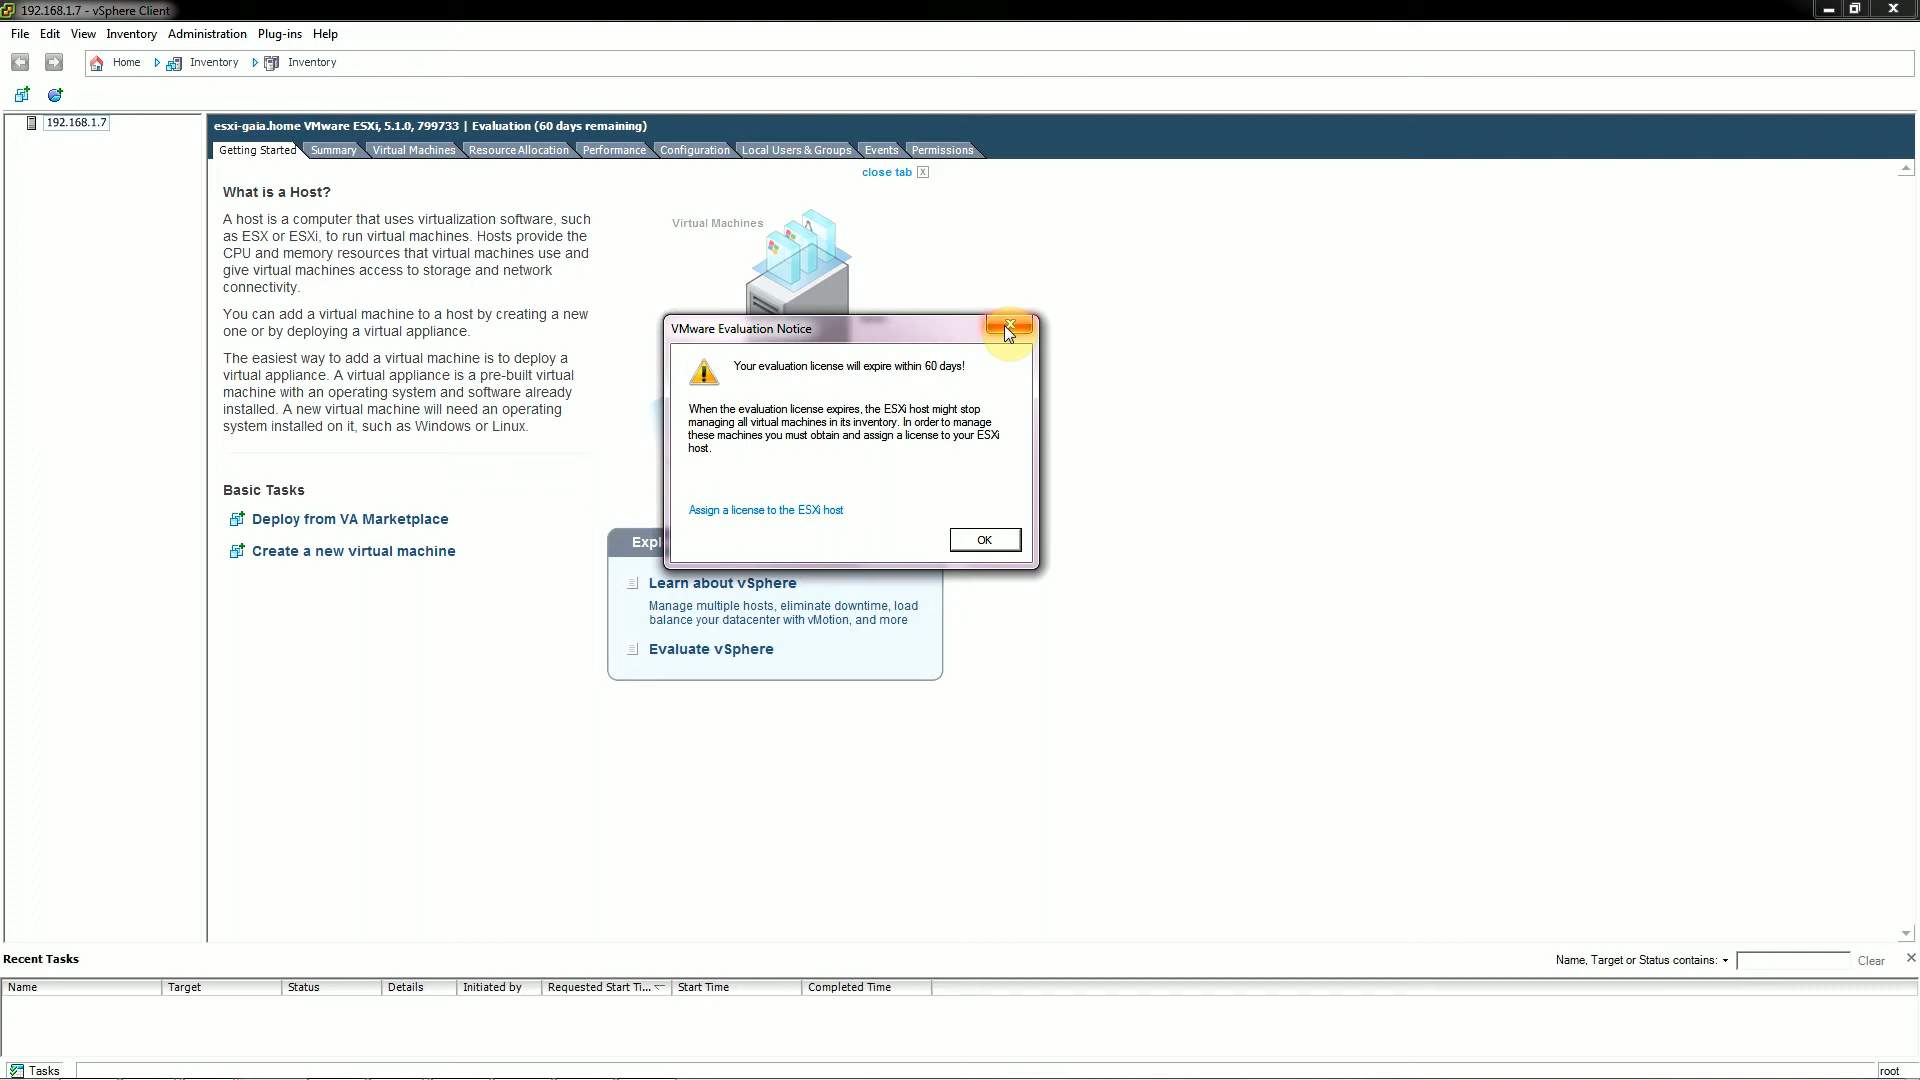 192.168.1.7 - vSphere Client
File Edit View Inventory Administration Plug-ins Help
Home Inventory Inventory
192.168.1.7
esxi-gaia.home VMware ESXi, 5.1.0, 799733 | Evaluation (60 days remaining)
Getting Started Summary Virtual Machines Resource Allocation Performance Configuration Local Users & Groups Events Permissions
close tab
What is a Host?
A host is a computer that uses virtualization software, such
as ESX or ESXi, to run virtual machines. Hosts provide the
CPU and memory resources that virtual machines use and
give virtual machines access to storage and network
connectivity.
You can add a virtual machine to a host by creating a new
one or by deploying a virtual appliance.
The easiest way to add a virtual machine is to deploy a
virtual appliance. A virtual appliance is a pre-built virtual
machine with an operating system and software already
installed. A new virtual machine will need an operating
system installed on it, such as Windows or Linux.
Basic Tasks
Deploy from VA Marketplace
Create a new virtual machine
Virtual Machines
VMware Evaluation Notice
Your evaluation license will expire within 60 days!
When the evaluation license expires, the ESXi host might stop
managing all virtual machines in its inventory. In order to manage
these machines you must obtain and assign a license to your ESXi
host.
Assign a license to the ESXi host
OK
Expl
Learn about vSphere
Manage multiple hosts, eliminate downtime, load
balance your datacenter with vMotion, and more
Evaluate vSphere
Recent Tasks
Name, Target or Status contains: Clear
Name Target Status Details Initiated by Requested Start Ti... Start Time Completed Time
Tasks
root